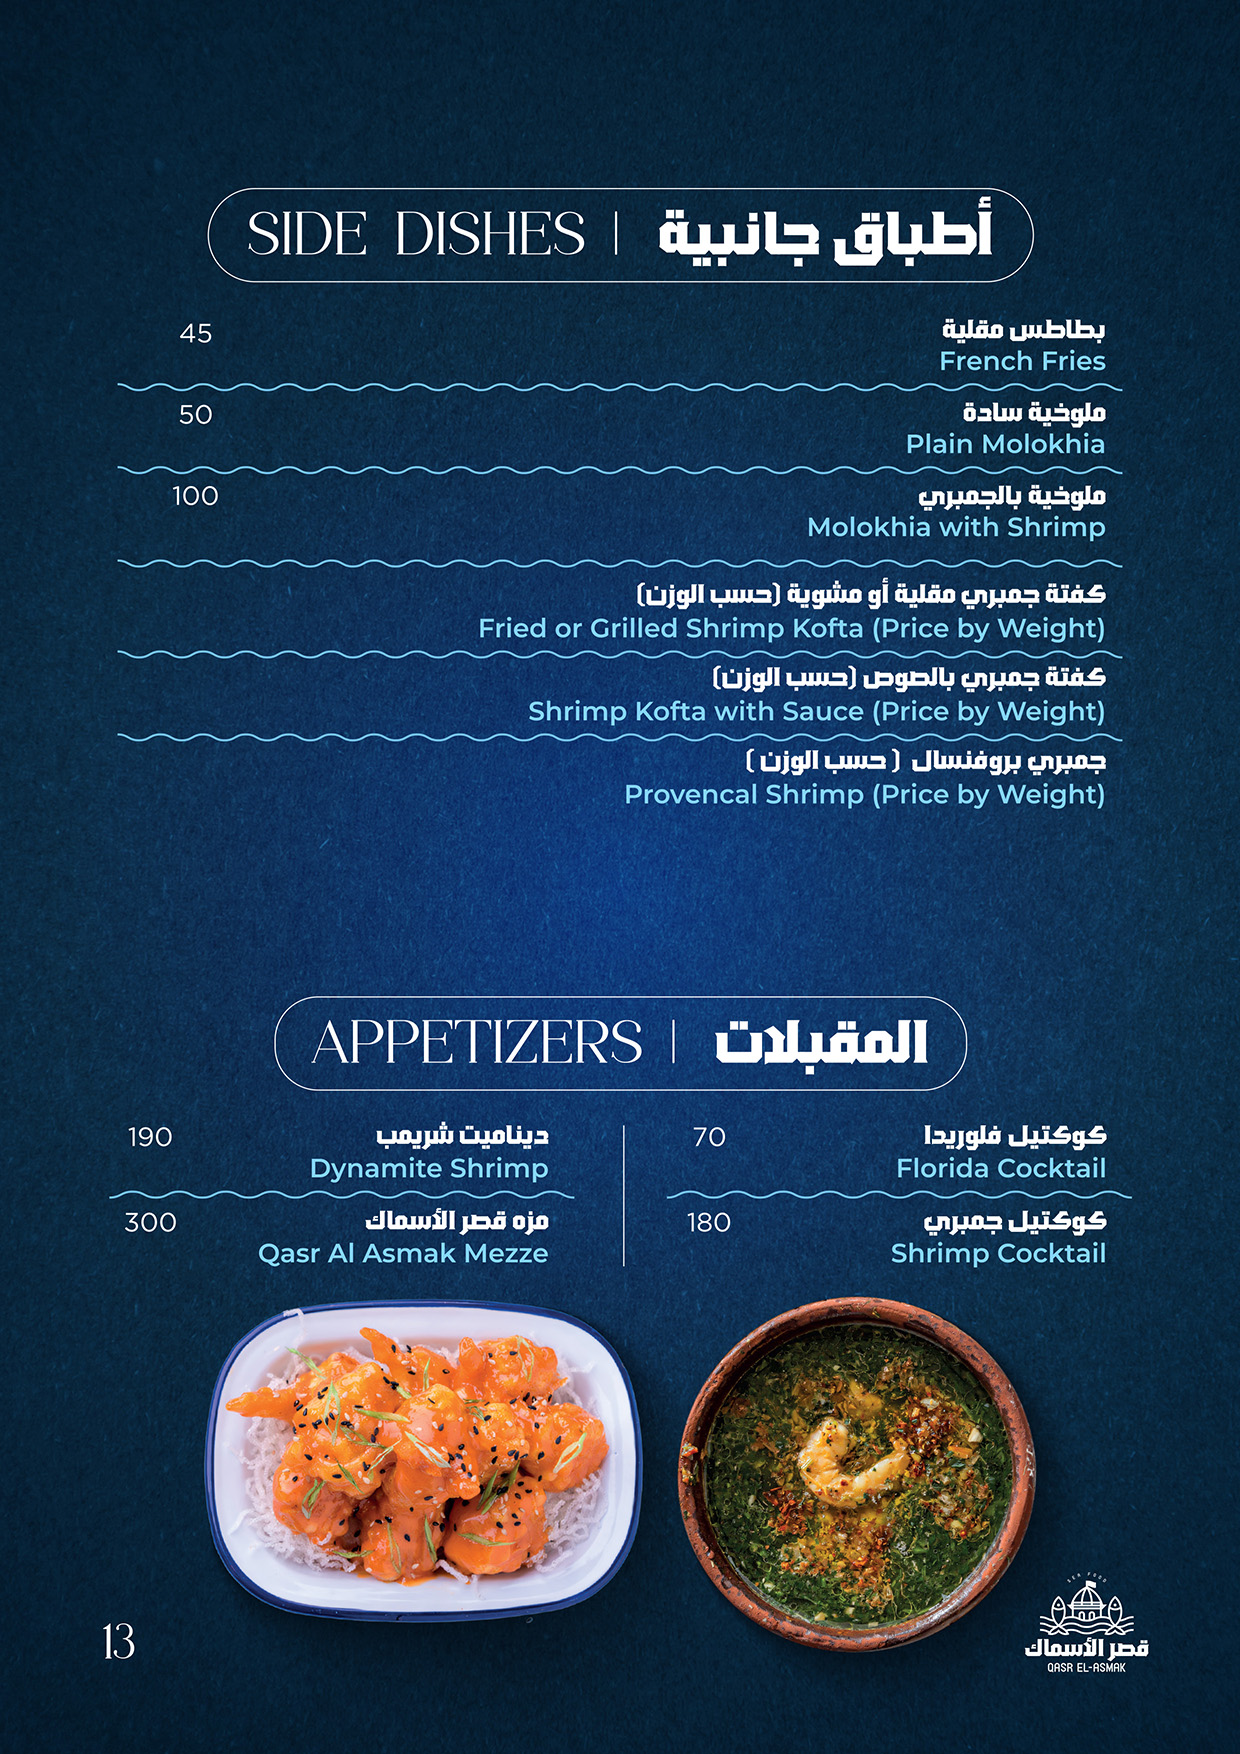 SIDE DISHES | أطباق جانبية
بطاطس مقلية 45
French Fries
ملوخية سادة 50
Plain Molokhia
ملوخية بالجمبري 100
Molokhia with Shrimp
كفتة جمبري مقلية أو مشوية (حسب الوزن)
Fried or Grilled Shrimp Kofta (Price by Weight)
كفتة جمبري بالصوص (حسب الوزن)
Shrimp Kofta with Sauce (Price by Weight)
جمبري بروفنسال ( حسب الوزن )
Provencal Shrimp (Price by Weight)
APPETIZERS | المقبلات
كوكتيل فلوريدا 70
Florida Cocktail
كوكتيل جمبري 180
Shrimp Cocktail
ديناميت شريمب 190
Dynamite Shrimp
مزه قصر الأسماك 300
Qasr Al Asmak Mezze
13
SEA FOOD
قصر الأسماك
QASR EL-ASMAK